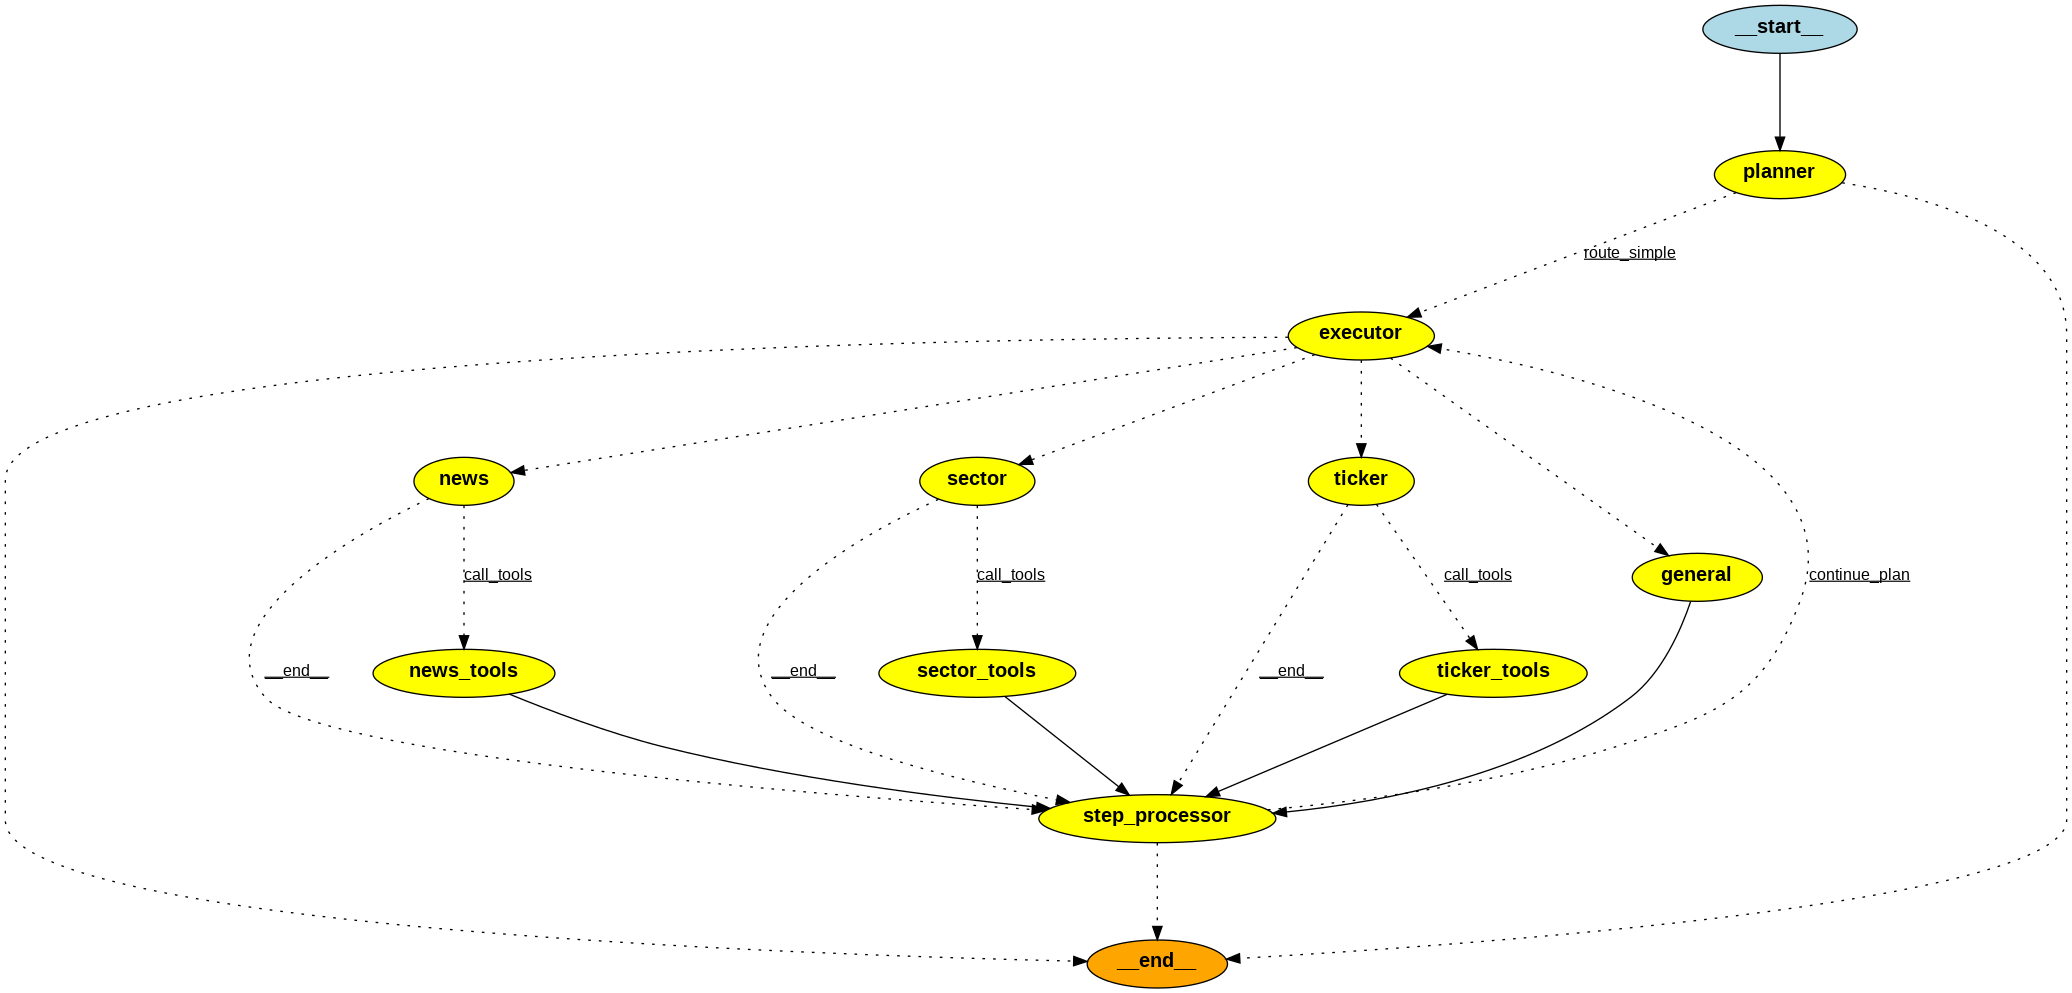 __start__
planner
route_simple
executor
news
sector
ticker
call_tools
call_tools
call_tools
general
continue_plan
__end__
news_tools
__end__
sector_tools
__end__
ticker_tools
step_processor
__end__